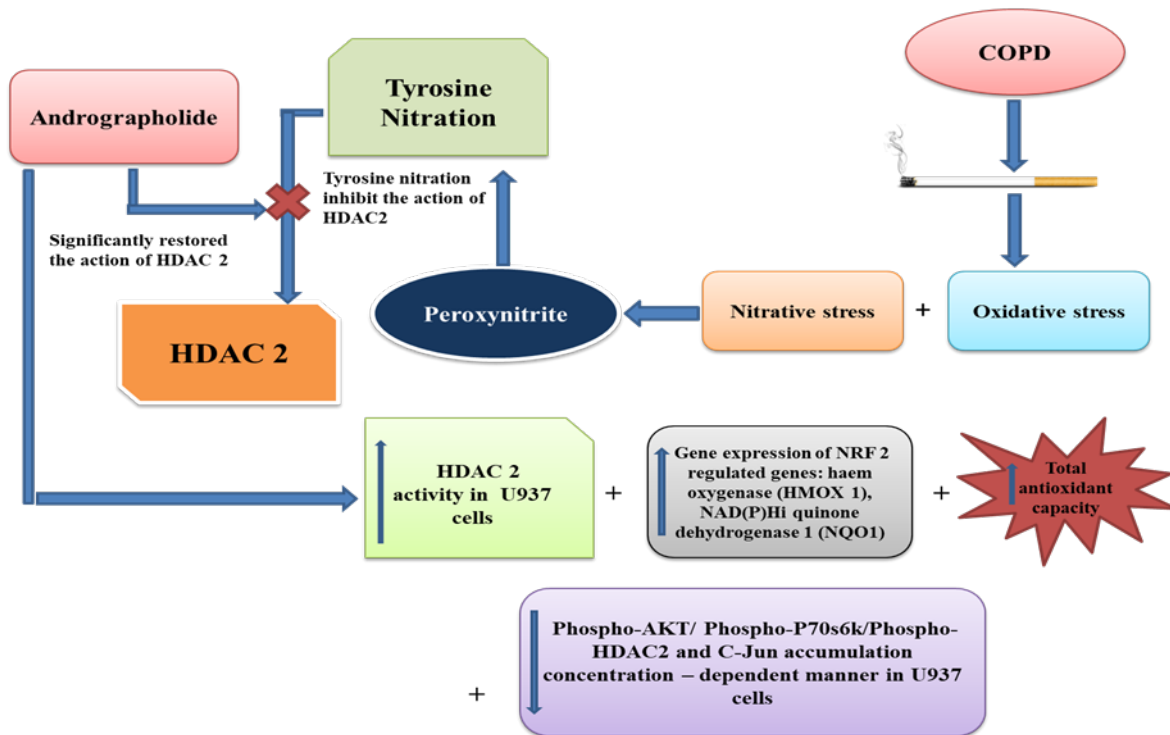 COPD
Andrographolide
Tyrosine
Nitration
Tyrosine nitration
inhibit the action of
HDAC2
Significantly restored
the action of HDAC 2
HDAC 2
Peroxynitrite
Nitrative stress
+
Oxidative stress
HDAC 2
activity in U937
cells
+
Gene expression of NRF 2
regulated genes: haem
oxygenase (HMOX 1),
NAD(P)Hi quinone
dehydrogenase 1 (NQO1)
+
Total
antioxidant
capacity
+
Phospho-AKT/ Phospho-P70s6k/Phospho-
HDAC2 and C-Jun accumulation
concentration – dependent manner in U937
cells